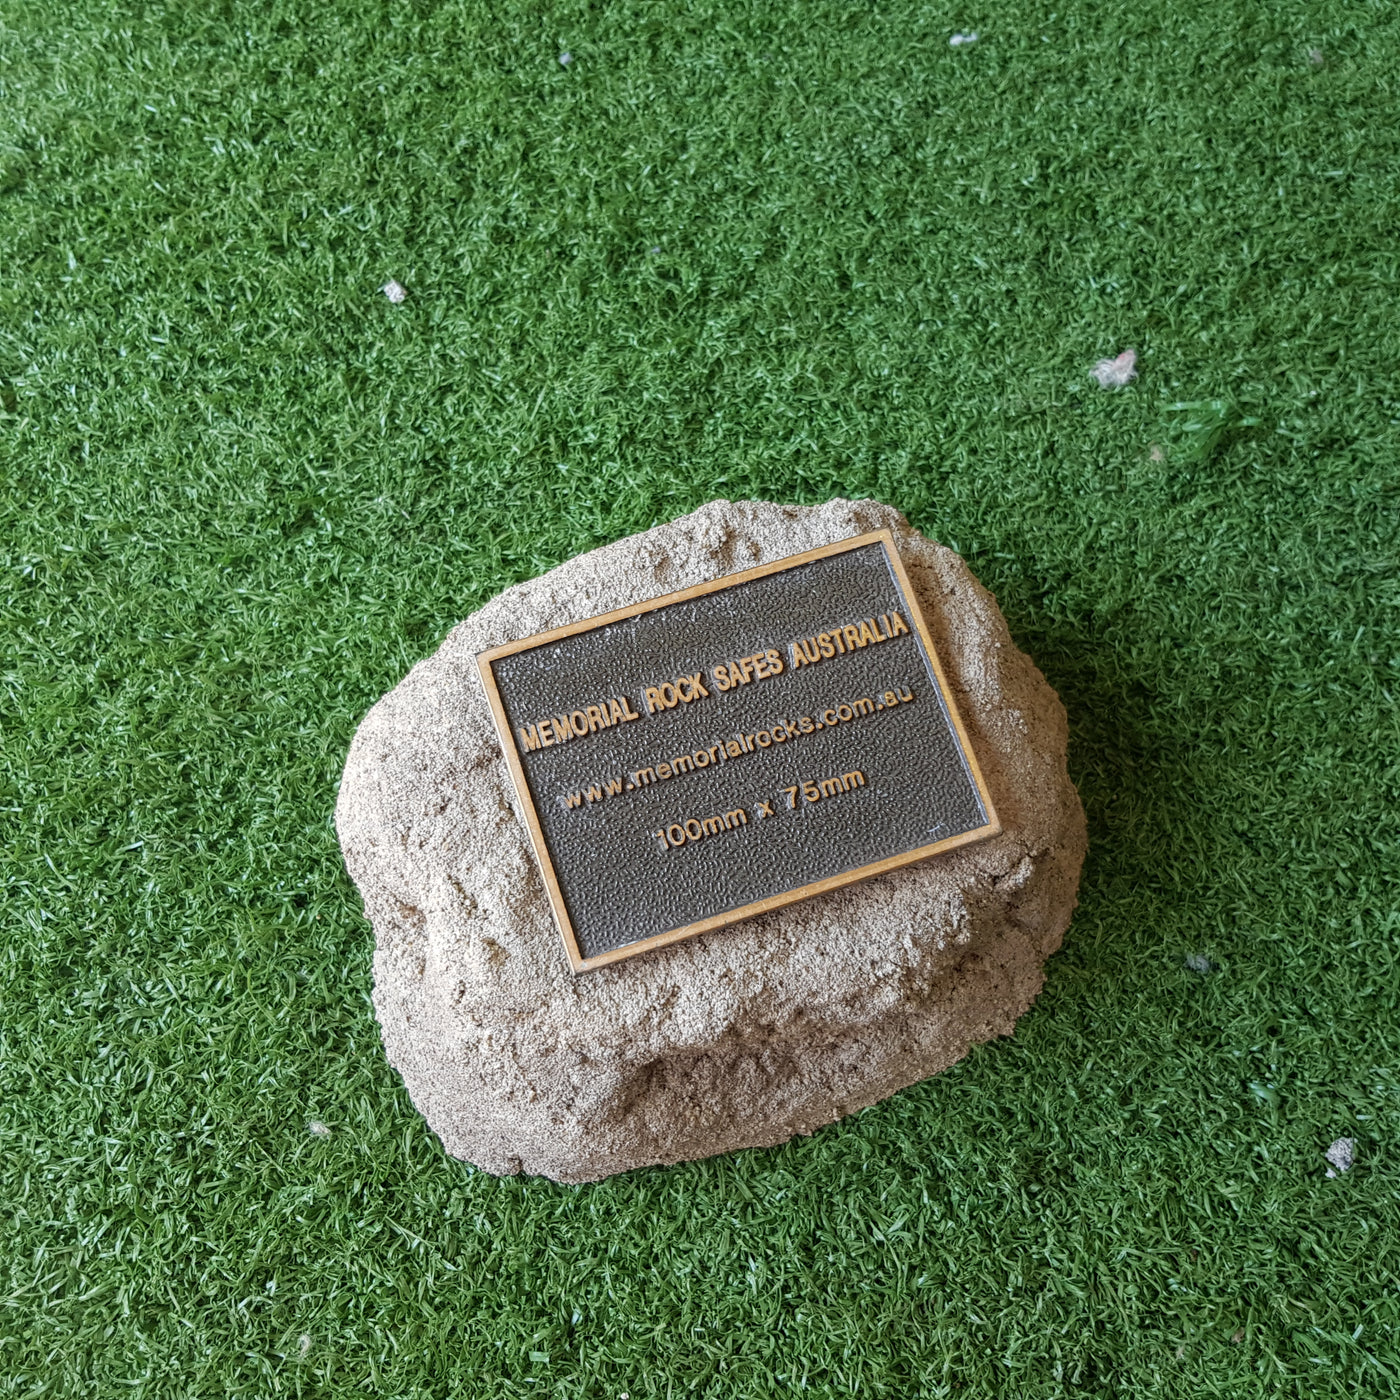 MEMORIAL ROCK SAFES AUSTRALIA
www.memorialrocks.com.au
100mm x 75mm